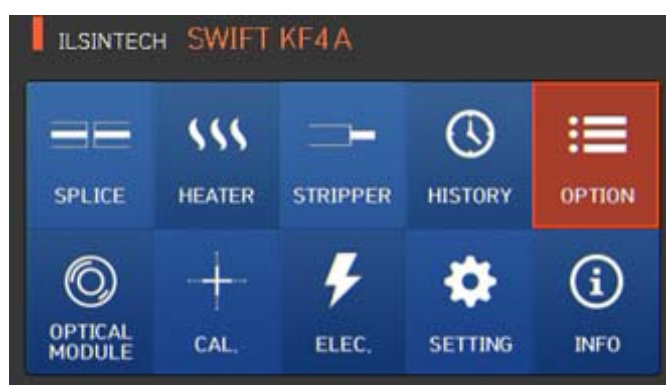 ILSINTECH SWIFT KF4A
SPLICE HEATER STRIPPER HISTORY OPTION
OPTICAL
MODULE CAL. ELEC. SETTING INFO